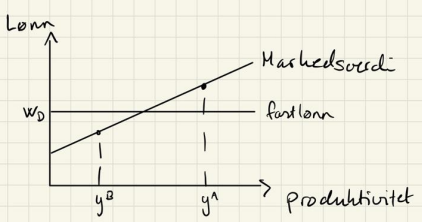 Lønn
Markedsverdi
w_D
fastlønn
y^B
y^A
produktivitet